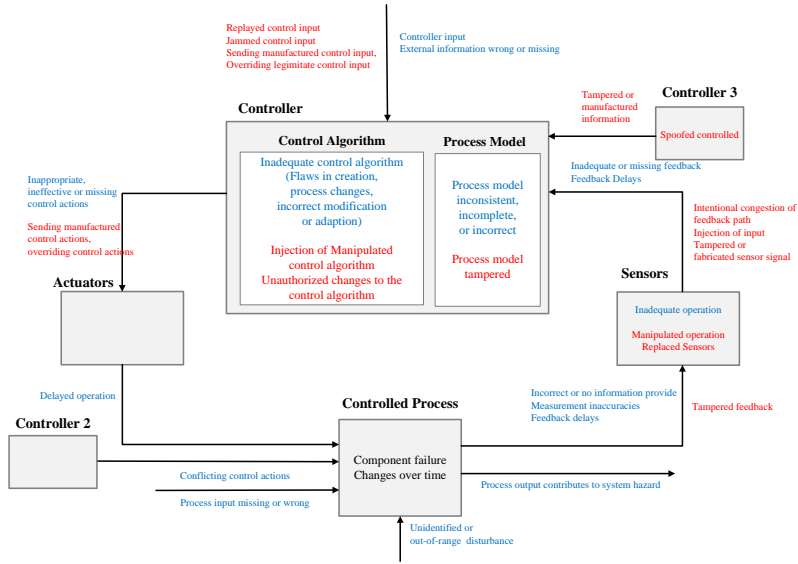 Replayed control input
Jammed control input
Sending manufactured control input,
Overriding legimitate control input
Controller input
External information wrong or missing
Controller
Control Algorithm
Inadequate control algorithm
(Flaws in creation,
process changes,
incorrect modification
or adaption)
Injection of Manipulated
control algorithm
Unauthorized changes to the
control algorithm
Process Model
Process model
inconsistent,
incomplete,
or incorrect
Process model
tampered
Tampered or
manufactured
information
Controller 3
Spoofed controlled
Inadequate or missing feedback
Feedback Delays
Intentional congestion of
feedback path
Injection of input
Tampered or
fabricated sensor signal
Inappropriate,
ineffective or missing
control actions
Sending manufactured
control actions,
overriding control actions
Actuators
Sensors
Inadequate operation
Manipulated operation
Replaced Sensors
Delayed operation
Controller 2
Controlled Process
Component failure
Changes over time
Incorrect or no information provide
Measurement inaccuracies
Feedback delays
Tampered feedback
Conflicting control actions
Process input missing or wrong
Process output contributes to system hazard
Unidentified or
out-of-range disturbance